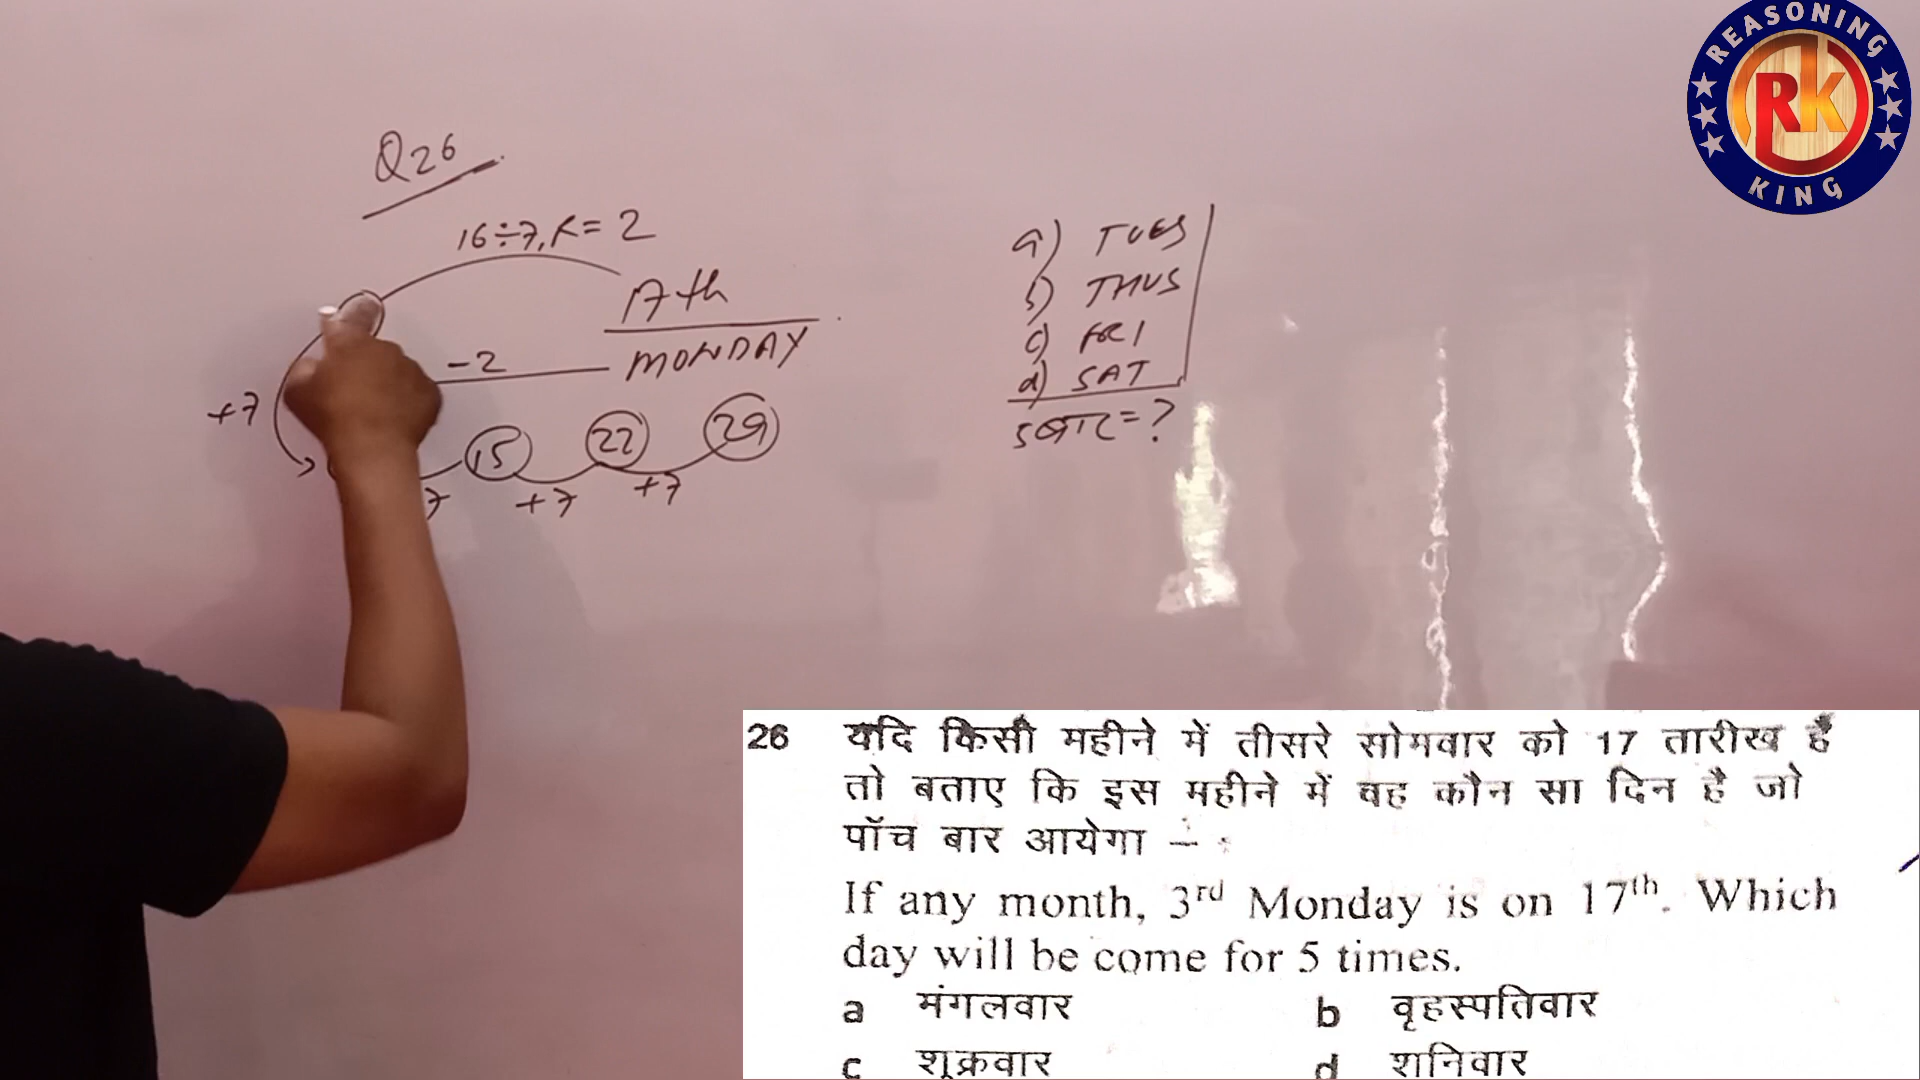 REASONING
RK
KING
Q26
16÷7, R= 2
17th
MONDAY
-2
+7
15
22
29
7
+7
+7
a) TUES
b) THUS
c) FRI
d) SAT
5बार=?
26 यदि किसी महीने में तीसरे सोमवार को 17 तारीख है
तो बताए कि इस महीने में वह कौन सा दिन है जो
पॉच बार आयेगा –
If any month, 3rd Monday is on 17th. Which
day will be come for 5 times.
a मंगलवार b वृहस्पतिवार
c शुक्रवार d शनिवार